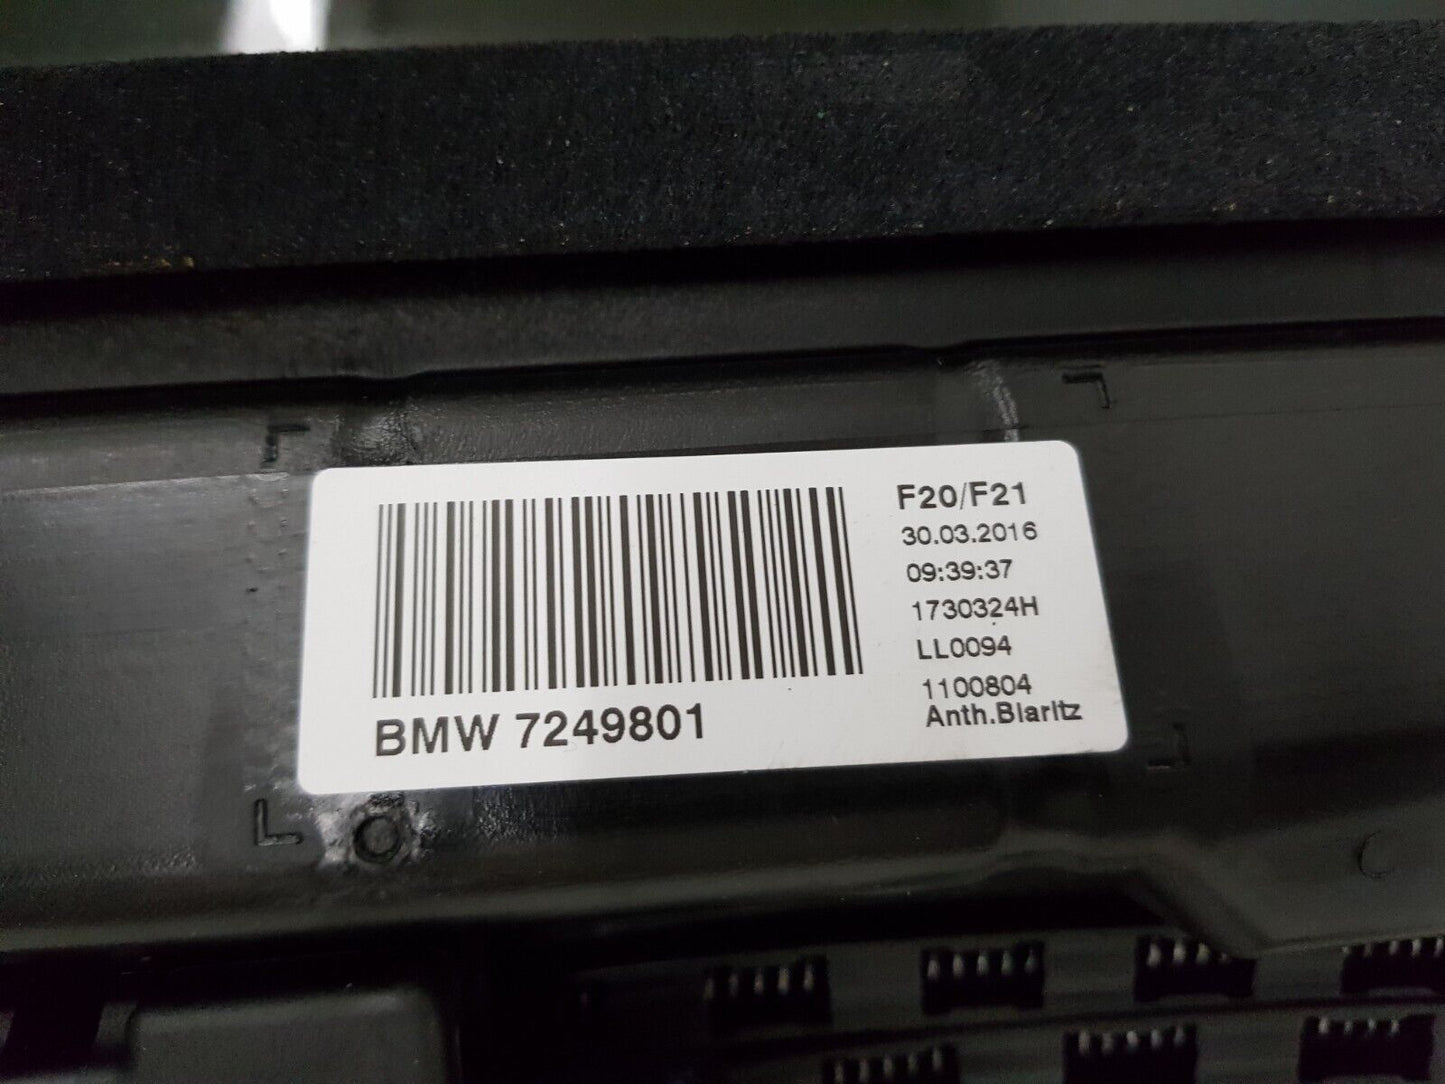 F20/F21
30.03.2016
09:39:37
1730324H
LL0094
1100804
Anth.Biaritz
BMW 7249801